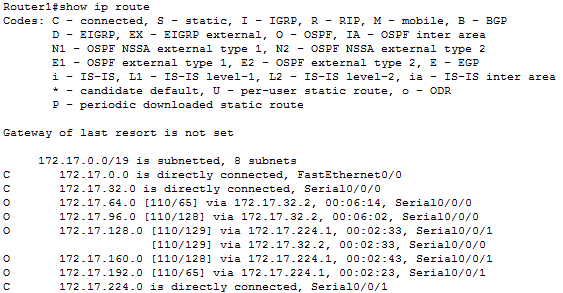 Router1#show ip route
Codes: C - connected, S - static, I - IGRP, R - RIP, M - mobile, B - BGP
       D - EIGRP, EX - EIGRP external, O - OSPF, IA - OSPF inter area
       N1 - OSPF NSSA external type 1, N2 - OSPF NSSA external type 2
       E1 - OSPF external type 1, E2 - OSPF external type 2, E - EGP
       i - IS-IS, L1 - IS-IS level-1, L2 - IS-IS level-2, ia - IS-IS inter area
       * - candidate default, U - per-user static route, o - ODR
       P - periodic downloaded static route

Gateway of last resort is not set

     172.17.0.0/19 is subnetted, 8 subnets
C       172.17.0.0 is directly connected, FastEthernet0/0
C       172.17.32.0 is directly connected, Serial0/0/0
O       172.17.64.0 [110/65] via 172.17.32.2, 00:06:14, Serial0/0/0
O       172.17.96.0 [110/128] via 172.17.32.2, 00:06:02, Serial0/0/0
O       172.17.128.0 [110/129] via 172.17.224.1, 00:02:33, Serial0/0/1
                     [110/129] via 172.17.32.2, 00:02:33, Serial0/0/0
O       172.17.160.0 [110/128] via 172.17.224.1, 00:02:43, Serial0/0/1
O       172.17.192.0 [110/65] via 172.17.224.1, 00:02:23, Serial0/0/1
C       172.17.224.0 is directly connected, Serial0/0/1